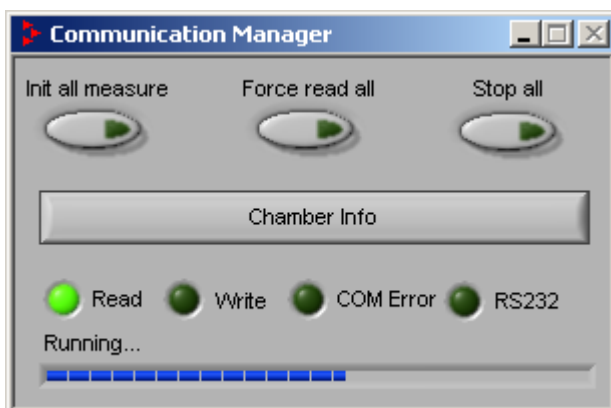 Communication Manager
Init all measure Force read all Stop all
Chamber Info
Read Write COM Error RS232
Running...